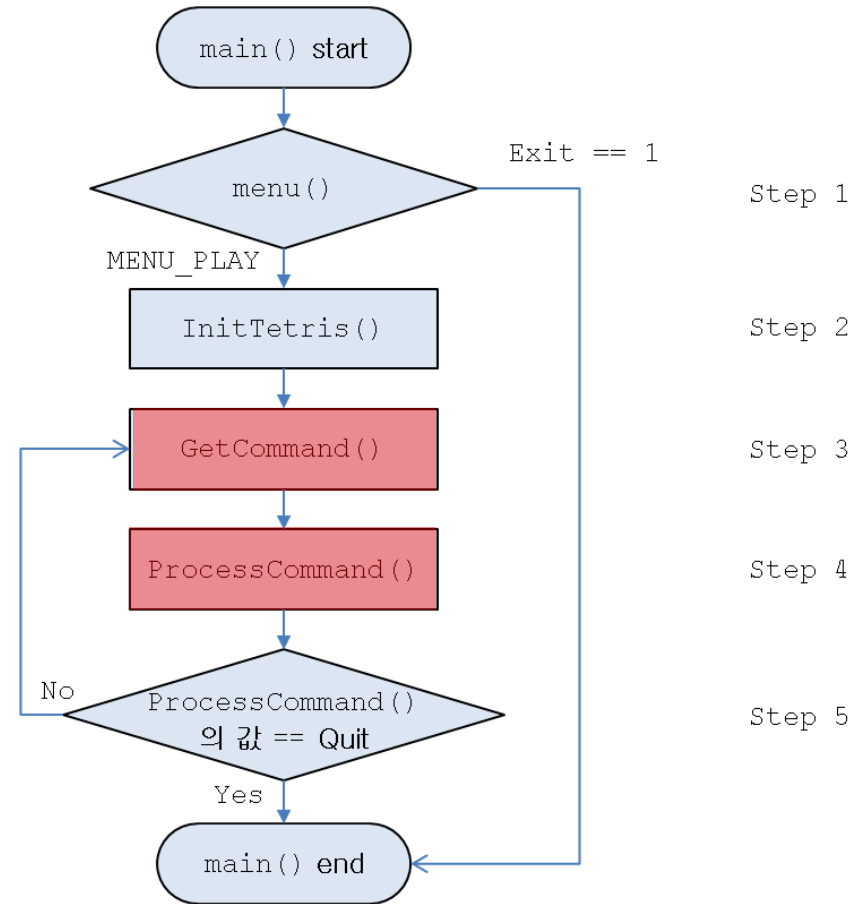 main() start
Exit == 1
menu()
Step 1
MENU_PLAY
InitTetris()
Step 2
GetCommand()
Step 3
ProcessCommand()
Step 4
No
ProcessCommand()
의 값 == Quit
Step 5
Yes
main() end